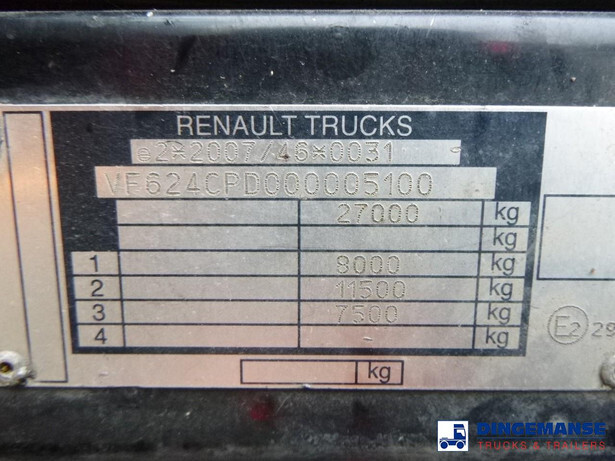 RENAULT TRUCKS
e2*2007/46*0031
VF624CPD000005100
27000 kg
kg
1 8000 kg
2 11500 kg
3 7500 kg
4 - kg
kg
E2 29
DINGEMANSE
TRUCKS & TRAILERS